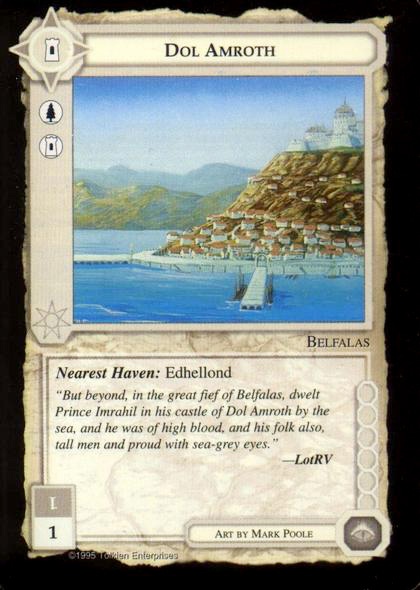 DOL AMROTH
BELFALAS
Nearest Haven: Edhellond
“But beyond, in the great fief of Belfalas, dwelt
Prince Imrahil in his castle of Dol Amroth by the
sea, and he was of high blood, and his folk also,
tall men and proud with sea-grey eyes.”
—LotRV
I
1
ART BY MARK POOLE
©1995 Tolkien Enterprises